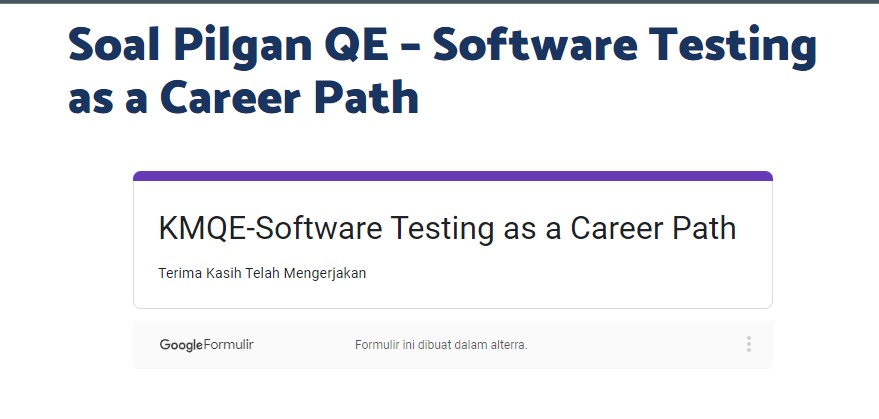 Soal Pilgan QE – Software Testing
as a Career Path
KMQE-Software Testing as a Career Path
Terima Kasih Telah Mengerjakan
Google Formulir
Formulir ini dibuat dalam alterra.